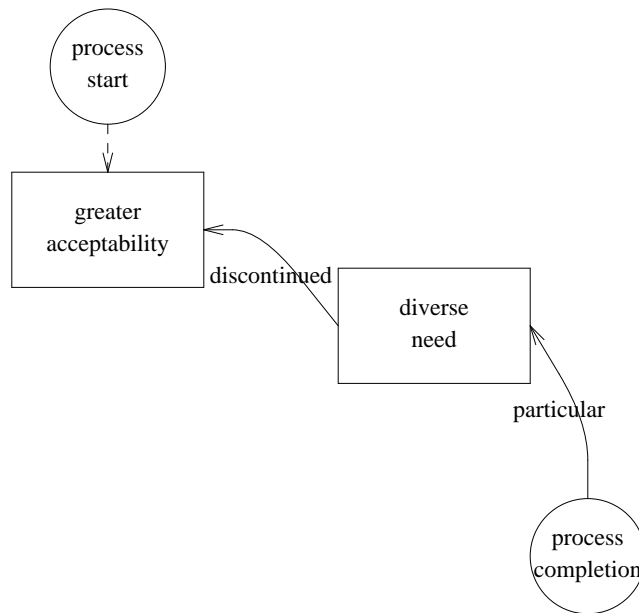 process
start
greater
acceptability
discontinued
diverse
need
particular
process
completion